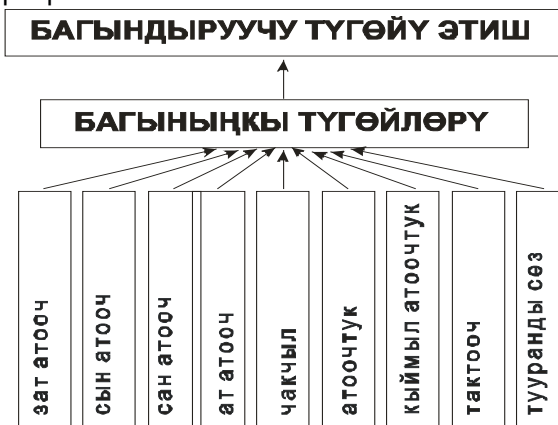 БАГЫНДЫРУУЧУ ТҮГӨЙҮ ЭТИШ
БАГЫНЫҢКЫ ТҮГӨЙЛӨРҮ
зат атооч
сын атооч
сан атооч
ат атооч
чакчыл
атоочтук
кыймыл атоочтук
тактооч
тууранды сөз